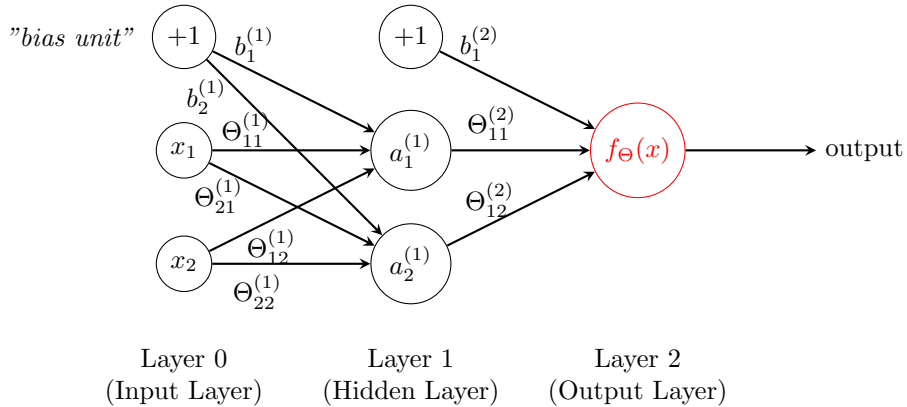 "bias unit"
+1
+1
b_1^{(1)}
b_1^{(2)}
b_2^{(1)}
x_1
Θ_{11}^{(1)}
a_1^{(1)}
Θ_{11}^{(2)}
f_Θ(x)
output
Θ_{21}^{(1)}
Θ_{12}^{(2)}
x_2
Θ_{12}^{(1)}
a_2^{(1)}
Θ_{22}^{(1)}
Layer 0
(Input Layer)
Layer 1
(Hidden Layer)
Layer 2
(Output Layer)